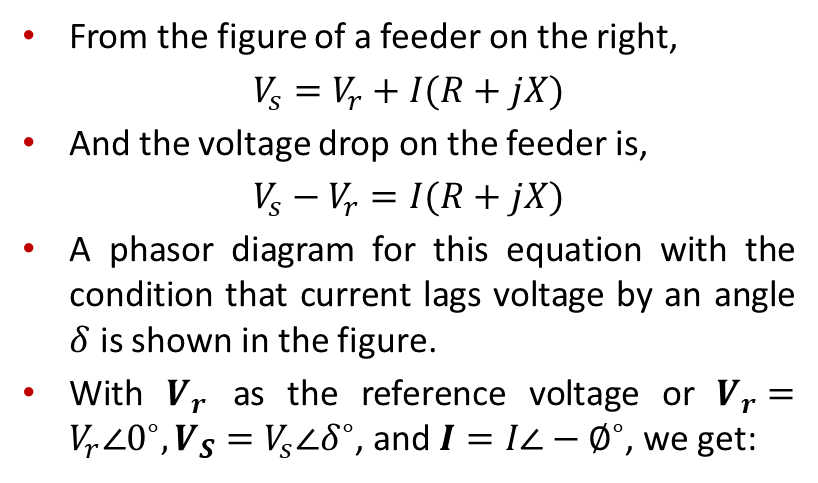 • From the figure of a feeder on the right,
V_s = V_r + I(R + jX)
• And the voltage drop on the feeder is,
V_s − V_r = I(R + jX)
• A phasor diagram for this equation with the
condition that current lags voltage by an angle
δ is shown in the figure.
• With V_r as the reference voltage or V_r =
V_r∠0°, V_S = V_s∠δ°, and I = I∠ − Ø°, we get: